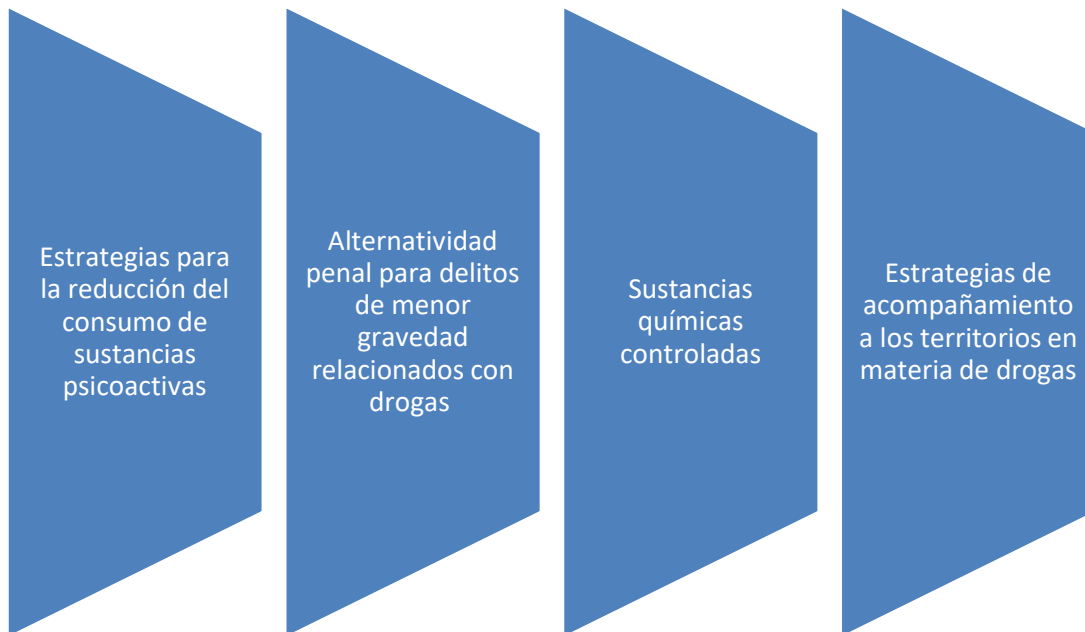 Estrategias para
la reducción del
consumo de
sustancias
psicoactivas
Alternatividad
penal para delitos
de menor
gravedad
relacionados con
drogas
Sustancias
químicas
controladas
Estrategias de
acompañamiento
a los territorios en
materia de drogas